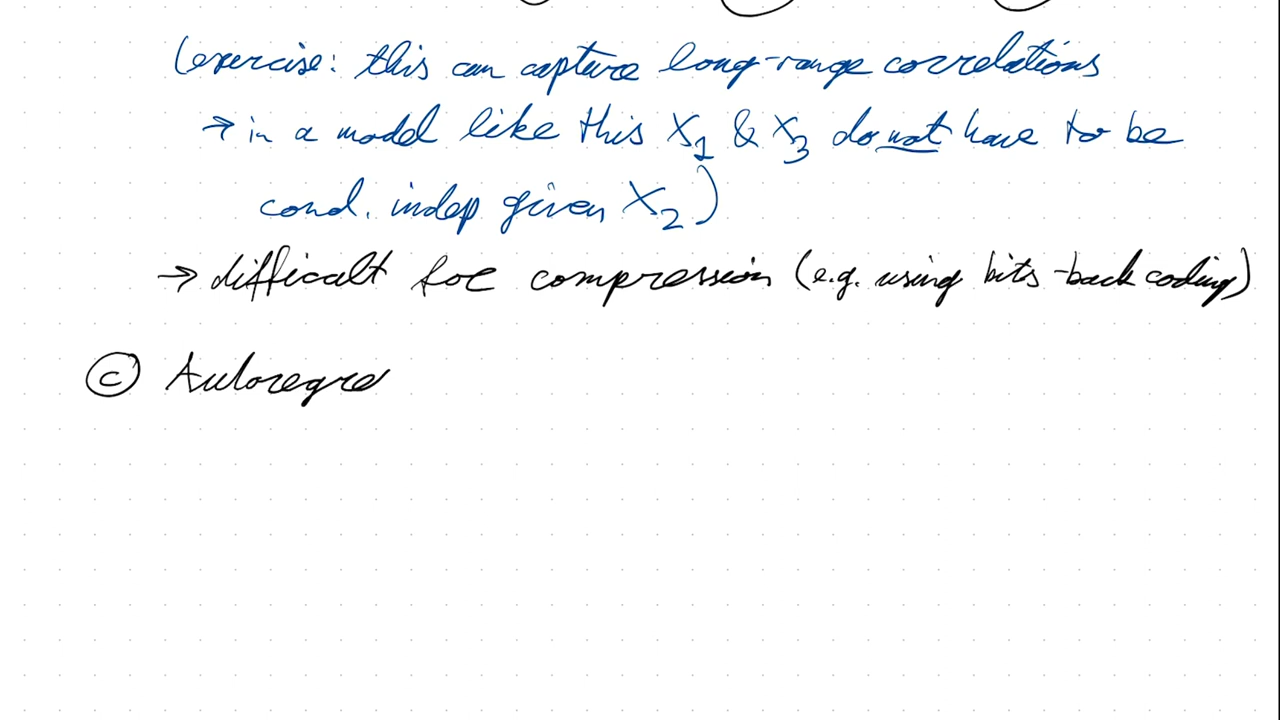 (exercise: this can capture long-range correlations
→ in a model like this X1 & X3 do not have to be
cond. indep given X2)
→ difficult for compression (e.g. using bits-back coding)
ⓒ Autoregre